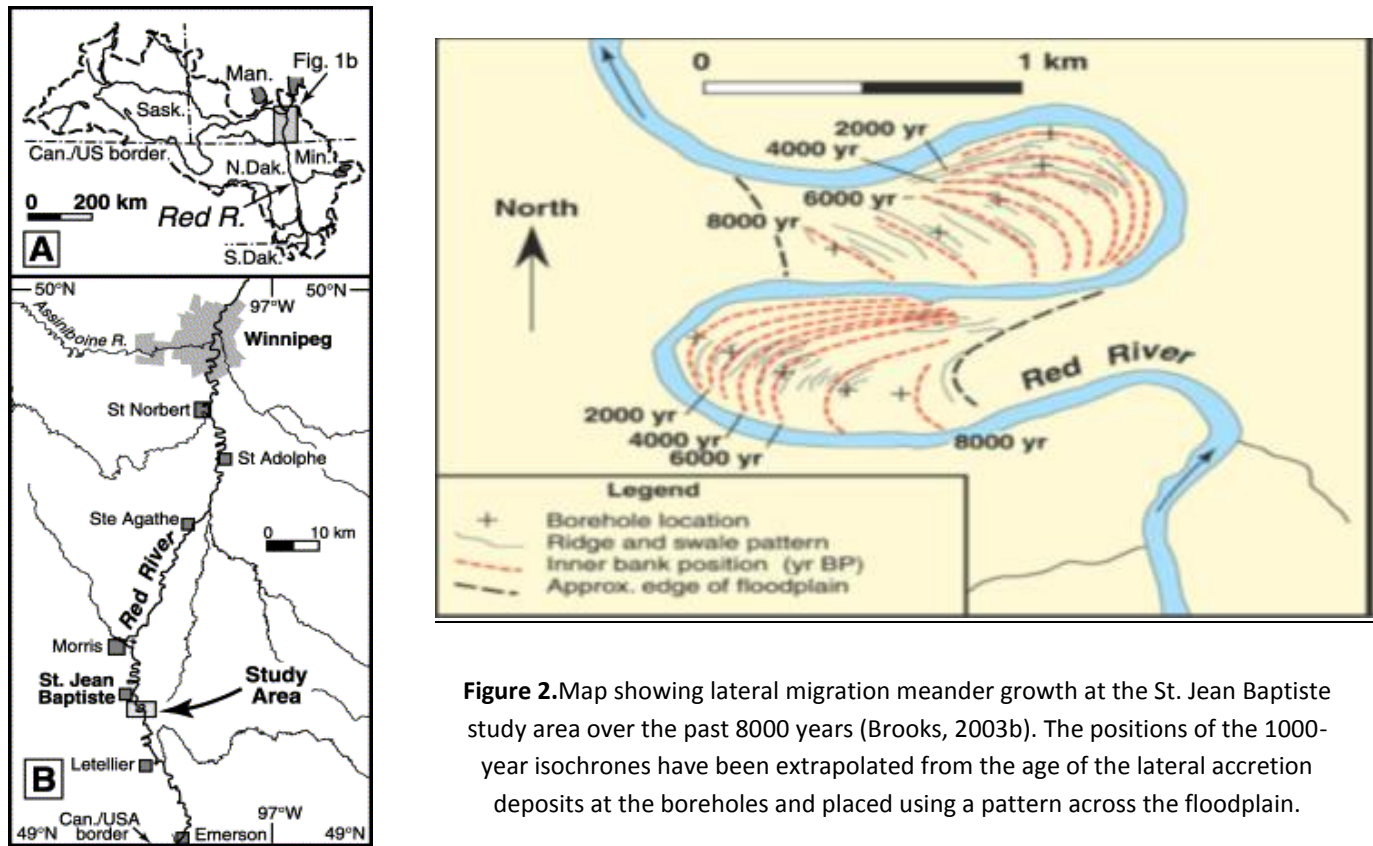 Man.
Fig. 1b
Sask.
Can./US border
N.Dak.
Min.
0 200 km
Red R.
S.Dak.
A
50°N
97°W
50°N
Assiniboine R.
Winnipeg
St Norbert
St Adolphe
Ste Agathe
0 10 km
Red River
Morris
St. Jean
Baptiste
Study
Area
Letellier
B
Can./USA
border
97°W
49°N
Emerson
49°N
0 1 km
2000 yr
4000 yr
6000 yr
8000 yr
North
Red River
2000 yr
4000 yr
6000 yr
8000 yr
Legend
Borehole location
Ridge and swale pattern
Inner bank position (yr BP)
Approx. edge of floodplain
Figure 2.Map showing lateral migration meander growth at the St. Jean Baptiste
study area over the past 8000 years (Brooks, 2003b). The positions of the 1000-
year isochrones have been extrapolated from the age of the lateral accretion
deposits at the boreholes and placed using a pattern across the floodplain.